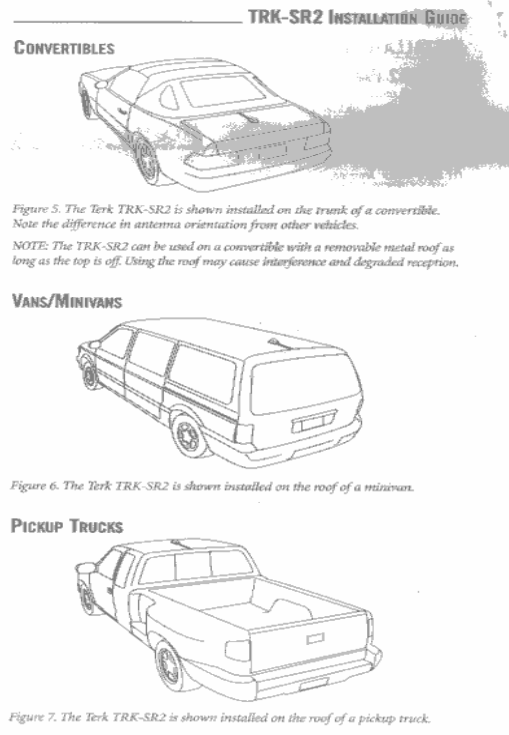 TRK-SR2 INSTALLATION GUIDE
CONVERTIBLES
Figure 5. The Terk TRK-SR2 is shown installed on the trunk of a convertible.
Note the difference in antenna orientation from other vehicles.
NOTE: The TRK-SR2 can be used on a convertible with a removable metal roof as
long as the top is off. Using the roof may cause interference and degraded reception.
VANS/MINIVANS
Figure 6. The Terk TRK-SR2 is shown installed on the roof of a minivan.
PICKUP TRUCKS
Figure 7. The Terk TRK-SR2 is shown installed on the roof of a pickup truck.